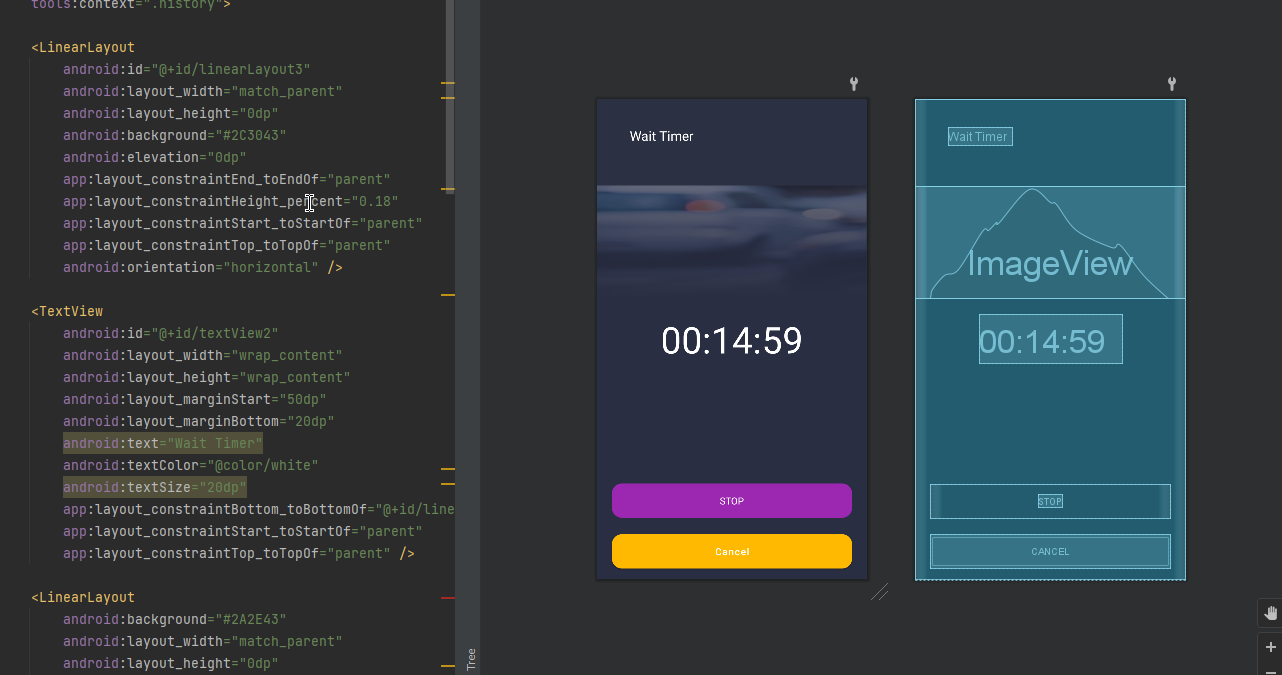 tools:context=".history">
<LinearLayout
android:id="@+id/linearLayout3"
android:layout_width="match_parent"
android:layout_height="0dp"
android:background="#2C3043"
android:elevation="0dp"
app:layout_constraintEnd_toEndOf="parent"
app:layout_constraintHeight_percent="0.18"
app:layout_constraintStart_toStartOf="parent"
app:layout_constraintTop_toTopOf="parent"
android:orientation="horizontal" />
<TextView
android:id="@+id/textView2"
android:layout_width="wrap_content"
android:layout_height="wrap_content"
android:layout_marginStart="50dp"
android:layout_marginBottom="20dp"
android:text="Wait Timer"
android:textColor="@color/white"
android:textSize="20dp"
app:layout_constraintBottom_toBottomOf="@+id/line
app:layout_constraintStart_toStartOf="parent"
app:layout_constraintTop_toTopOf="parent" />
<LinearLayout
android:background="#2A2E43"
android:layout_width="match_parent"
android:layout_height="0dp"
Tree
Wait Timer
00:14:59
STOP
Cancel
Wait Timer
ImageView
00:14:59
STOP
CANCEL